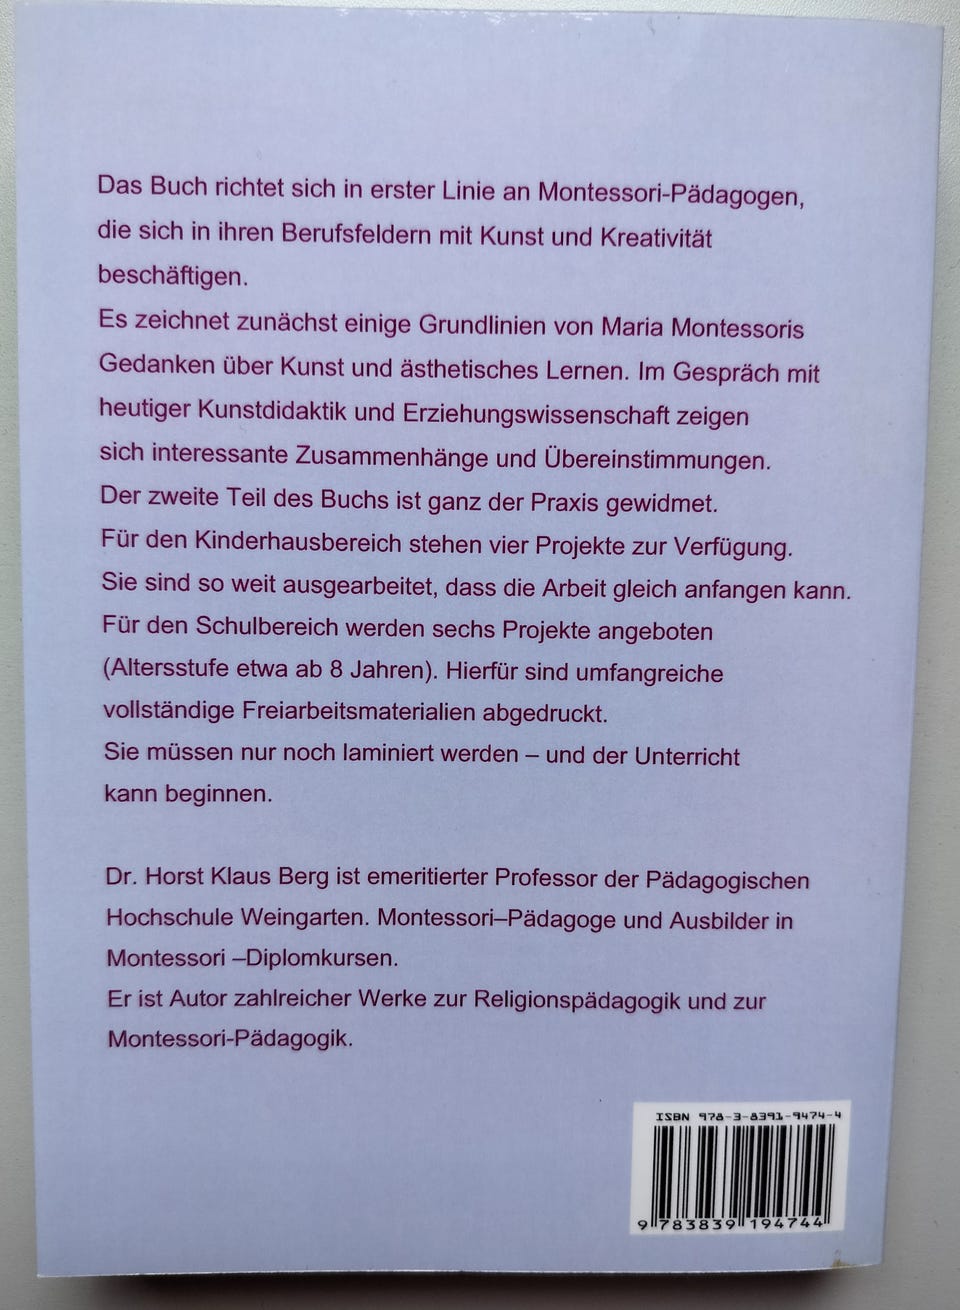 Das Buch richtet sich in erster Linie an Montessori-Pädagogen,
die sich in ihren Berufsfeldern mit Kunst und Kreativität
beschäftigen.
Es zeichnet zunächst einige Grundlinien von Maria Montessoris
Gedanken über Kunst und ästhetisches Lernen. Im Gespräch mit
heutiger Kunstdidaktik und Erziehungswissenschaft zeigen
sich interessante Zusammenhänge und Übereinstimmungen.
Der zweite Teil des Buchs ist ganz der Praxis gewidmet.
Für den Kinderhausbereich stehen vier Projekte zur Verfügung.
Sie sind so weit ausgearbeitet, dass die Arbeit gleich anfangen kann.
Für den Schulbereich werden sechs Projekte angeboten
(Altersstufe etwa ab 8 Jahren). Hierfür sind umfangreiche
vollständige Freiarbeitsmaterialien abgedruckt.
Sie müssen nur noch laminiert werden – und der Unterricht
kann beginnen.
Dr. Horst Klaus Berg ist emeritierter Professor der Pädagogischen
Hochschule Weingarten. Montessori–Pädagoge und Ausbilder in
Montessori –Diplomkursen.
Er ist Autor zahlreicher Werke zur Religionspädagogik und zur
Montessori-Pädagogik.
ISBN 978-3-8391-9474-4
9 783839 194744